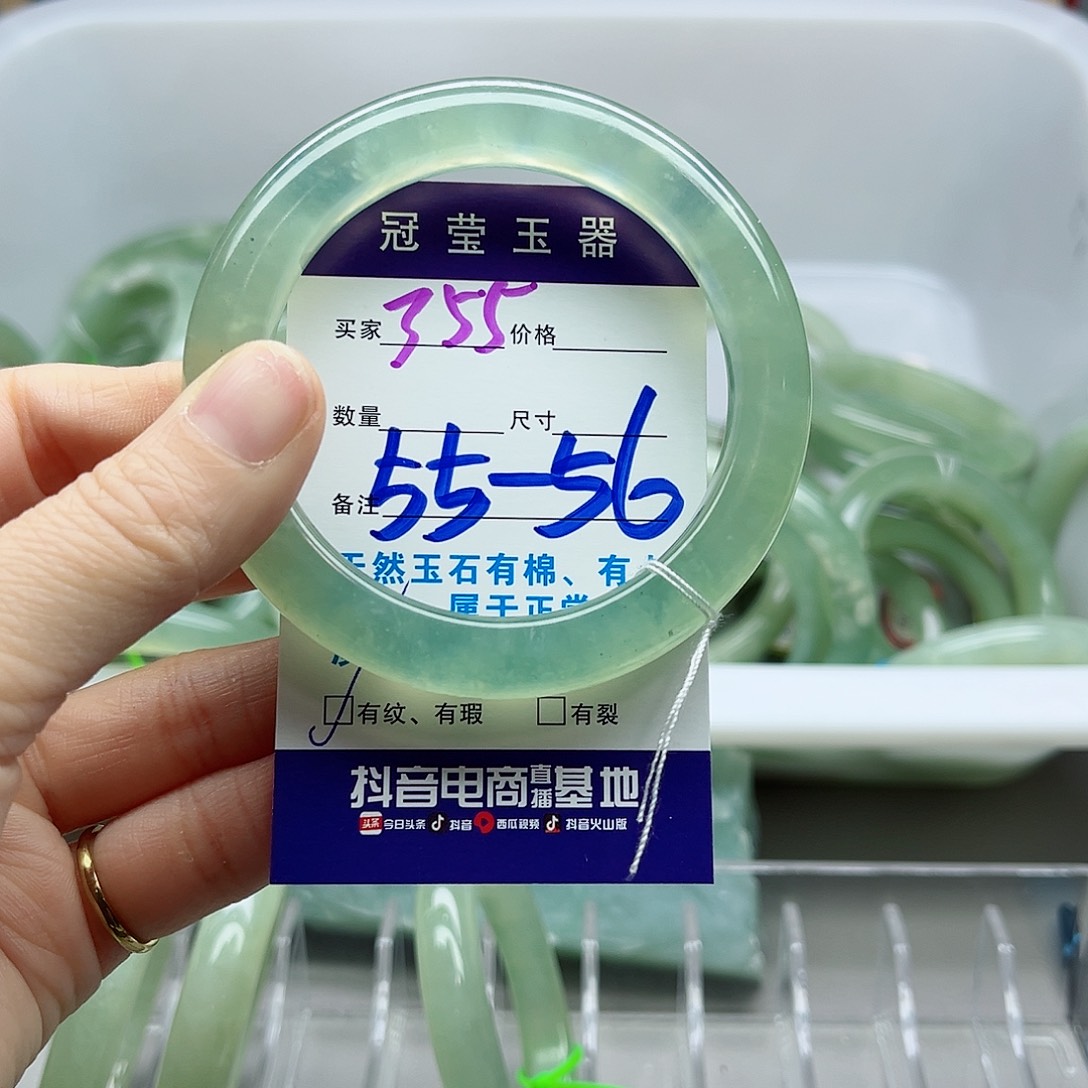 冠莹玉器
买家 355 价格
数量 尺寸
备注 55-56
天然玉石有棉、有
属于正常
有纹、有瑕 有裂
抖音电商直播基地
今日头条 抖音 西瓜视频 抖音火山版